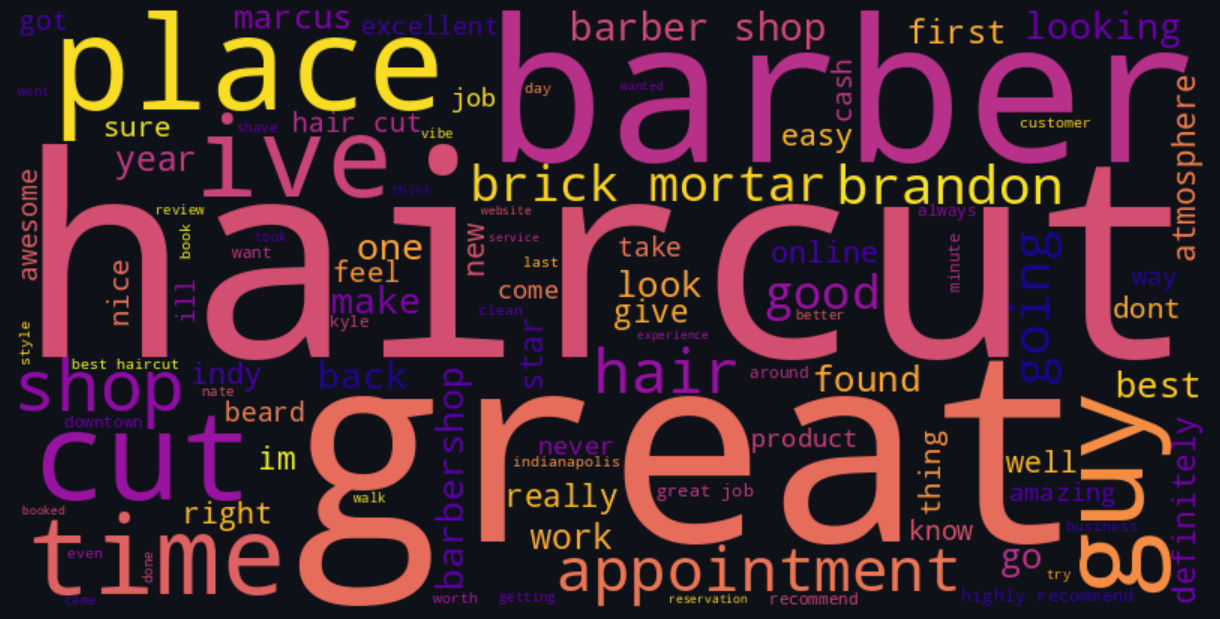 got
marcus
excellent
barber shop
first
looking
place
barber
went
job
day
wanted
cash
sure
shave
hair cut
vibe
easy
customer
atmosphere
year
ive
think
brick mortar
brandon
haircut
awesome
review
book
took
want
one
feel
website
service
new
last
take
always
online
minute
going
way
nice
ill
make
kyle
come
clean
look
give
good
better
dont
style
star
experience
best haircut
shop
indy
nate
back
hair
around
found
best
beard
downtown
cut
barbershop
great
never
indianapolis
product
thing
well
guy
definitely
im
walk
really
great job
amazing
booked
right
work
know
business
time
even
done
appointment
go
try
came
worth
getting
reservation
recommend
highly recommend